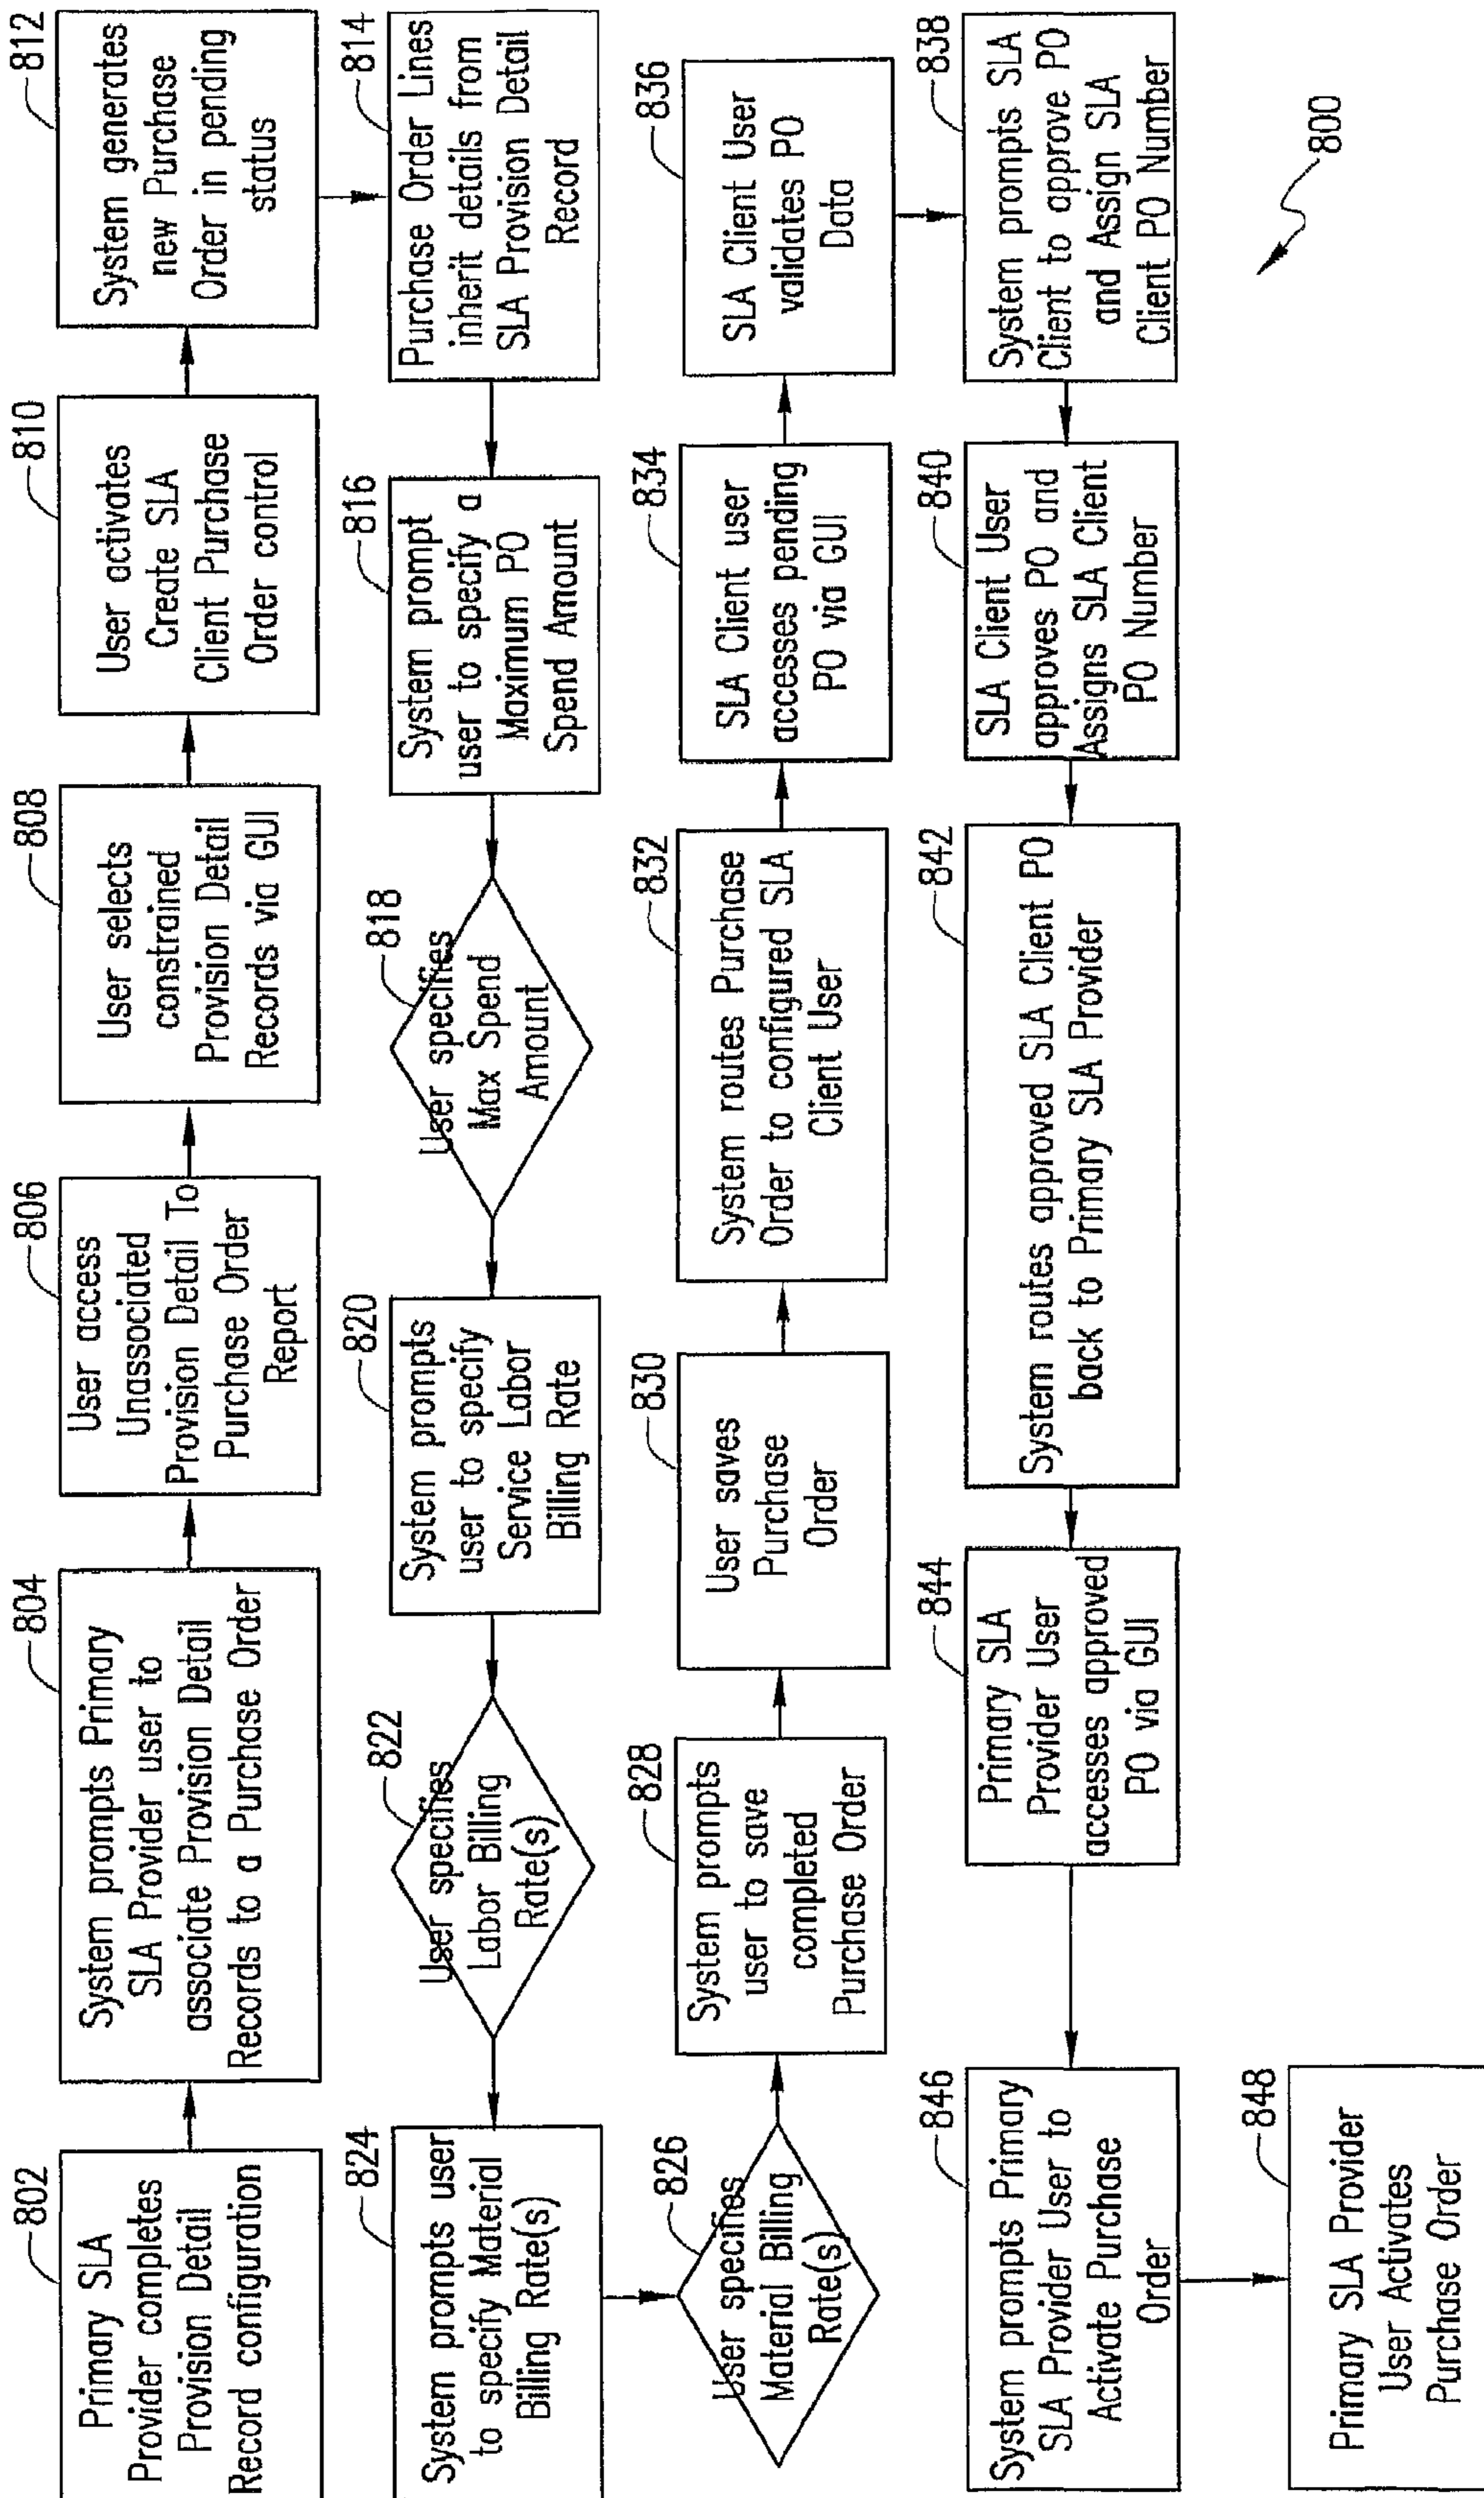 802
Primary SLA
Provider completes
Provision Detail
Record configuration
804
System prompts Primary
SLA Provider user to
associate Provision Detail
Records to a Purchase Order
806
User access
Unassociated
Provision Detail To
Purchase Order
Report
808
User selects
constrained
Provision Detail
Records via GUI
810
User activates
Create SLA
Client Purchase
Order control
812
System generates
new Purchase
Order in pending
status
814
Purchase Order Lines
inherit details from
SLA Provision Detail
Record
816
System prompt
user to specify a
Maximum PO
Spend Amount
818
User specifies
Max Spend
Amount
820
System prompts
user to specify
Service Labor
Billing Rate
822
User specifies
Labor Billing
Rate(s)
824
System prompts user
to specify Material
Billing Rate(s)
826
User specifies
Material Billing
Rate(s)
828
System prompts
user to save
completed
Purchase Order
830
User saves
Purchase
Order
832
System routes Purchase
Order to configured SLA
Client User
834
SLA Client user
accesses pending
PO via GUI
836
SLA Client User
validates PO
Data
838
System prompts SLA
Client to approve PO
and Assign SLA
Client PO Number
840
SLA Client User
approves PO and
Assigns SLA Client
PO Number
842
System routes approved SLA Client PO
back to Primary SLA Provider
844
Primary SLA
Provider User
accesses approved
PO via GUI
846
System prompts Primary
SLA Provider User to
Activate Purchase
Order
848
Primary SLA Provider
User Activates
Purchase Order
800